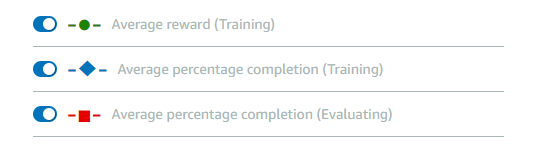 Average reward (Training)
Average percentage completion (Training)
Average percentage completion (Evaluating)